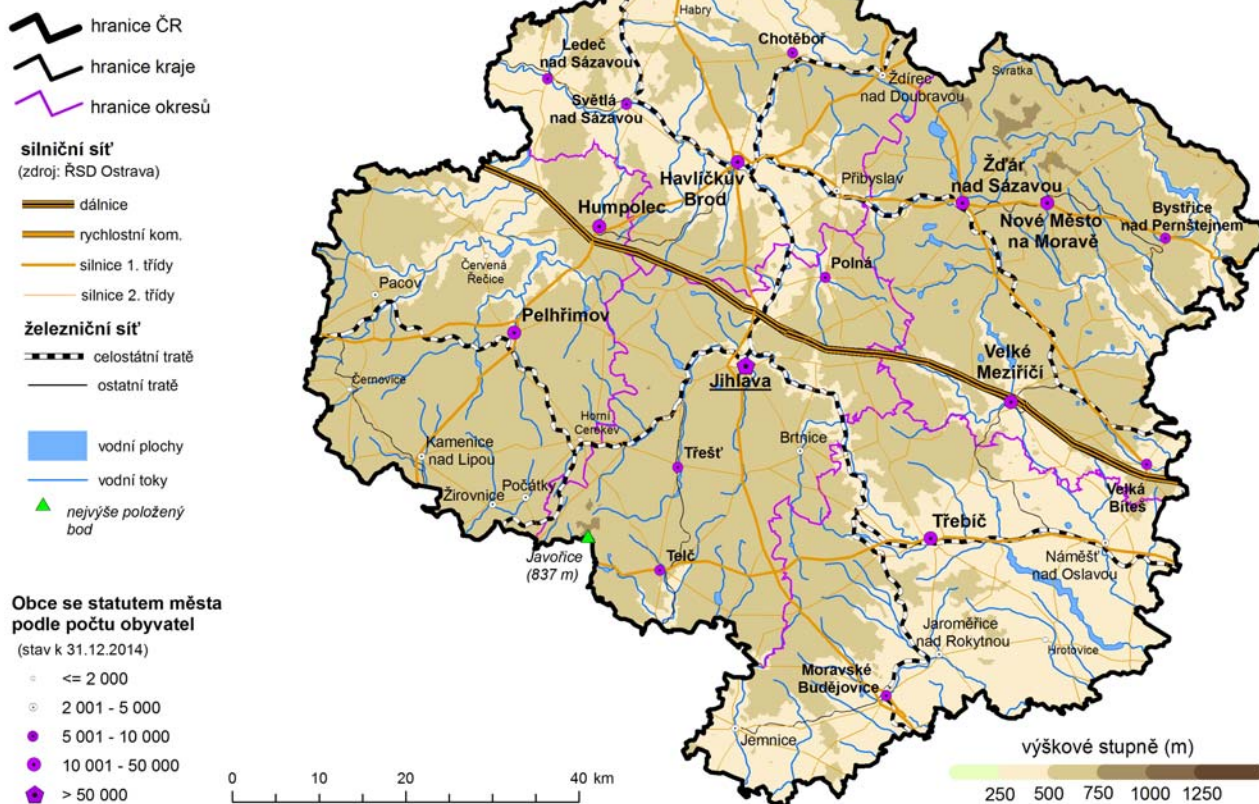 hranice ČR
hranice kraje
hranice okresů
silniční síť
(zdroj: ŘSD Ostrava)
dálnice
rychlostní kom.
silnice 1. třídy
silnice 2. třídy
železniční síť
celostátní tratě
ostatní tratě
vodní plochy
vodní toky
nejvýše položený
bod
Obce se statutem města
podle počtu obyvatel
(stav k 31.12.2014)
<= 2 000
2 001 - 5 000
5 001 - 10 000
10 001 - 50 000
> 50 000
Habry
Chotěboř
Ledeč
nad Sázavou
Světlá
nad Sázavou
Ždírec
nad Doubravou
Svratka
Havlíčkův
Brod
Přibyslav
Žďár
nad Sázavou
Nové Město
na Moravě
Bystřice
nad Pernštejnem
Humpolec
Polná
Červená
Řečice
Pacov
Pelhřimov
Jihlava
Velké
Meziříčí
Černovice
Horní
Cerekev
Kamenice
nad Lipou
Brtnice
Třešť
Počátky
Žirovnice
Velká
Bíteš
Třebíč
Javořice
(837 m)
Telč
Náměšť
nad Oslavou
Jaroměřice
nad Rokytnou
Hrotovice
Moravské
Budějovice
Jemnice
0 10 20 40 km
výškové stupně (m)
250 500 750 1000 1250